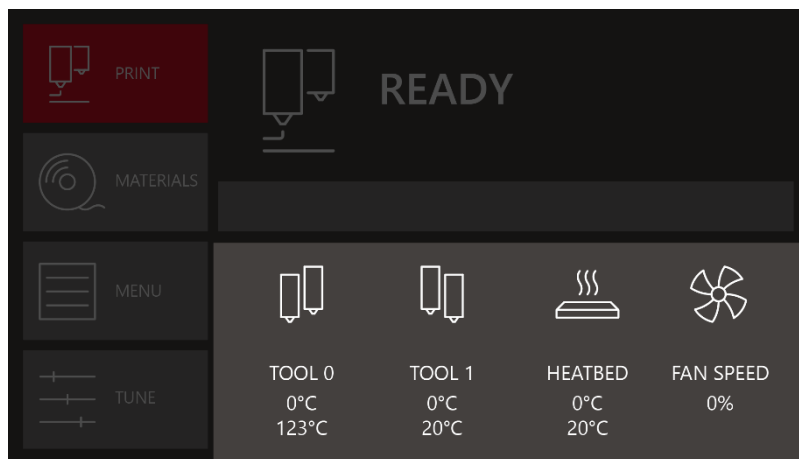 PRINT
READY
MATERIALS
MENU
TUNE
TOOL 0
0°C
123°C
TOOL 1
0°C
20°C
HEATBED
0°C
20°C
FAN SPEED
0%